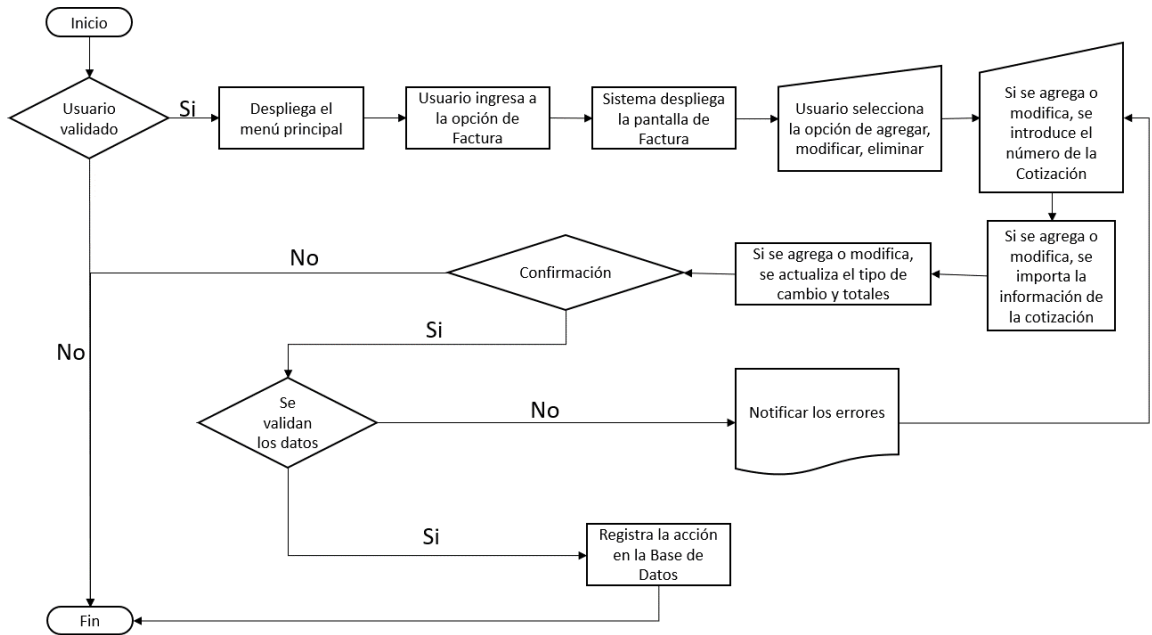 Inicio
Usuario
validado
Si
Despliega el
menú principal
Usuario ingresa a
la opción de
Factura
Sistema despliega
la pantalla de
Factura
Usuario selecciona
la opción de agregar,
modificar, eliminar
Si se agrega o
modifica, se
introduce el
número de la
Cotización
Si se agrega o
modifica, se
importa la
información de
la cotización
Si se agrega o modifica,
se actualiza el tipo de
cambio y totales
Confirmación
No
No
Si
Se
validan
los datos
No
Notificar los errores
Si
Registra la acción
en la Base de
Datos
Fin